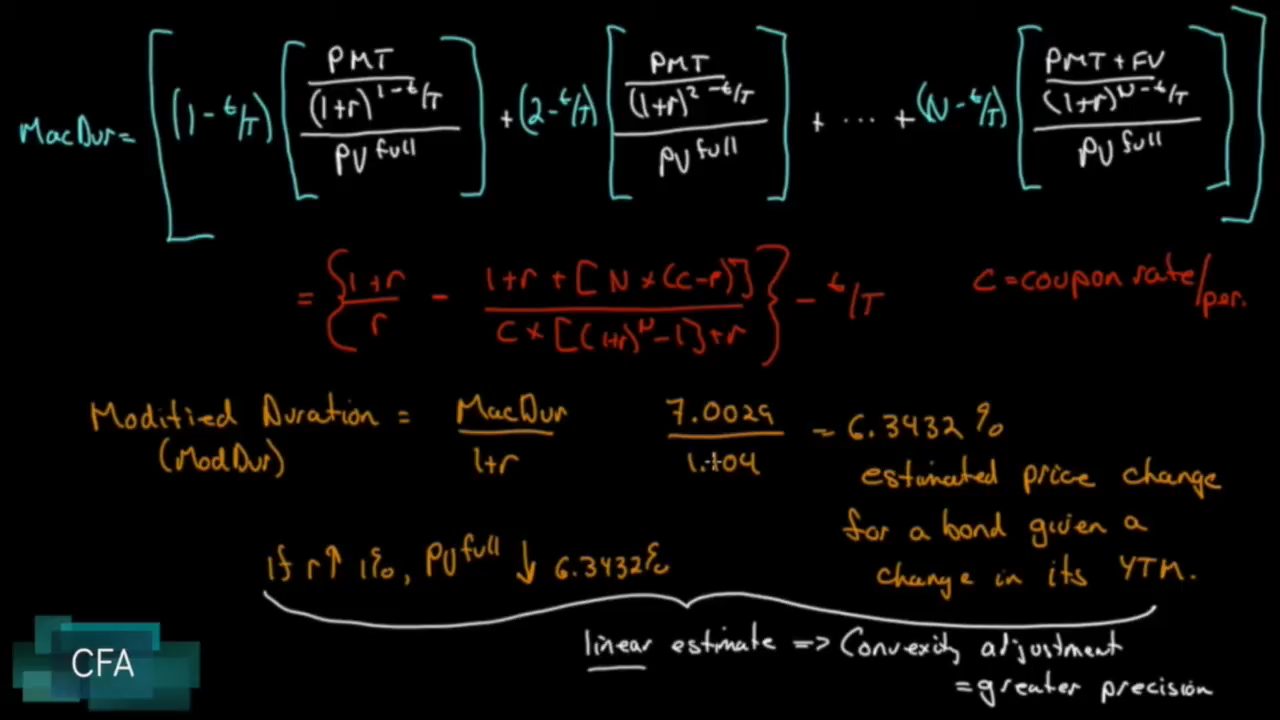 MacDur = [(1-t/T)[PMT/(1+r)^1-t/T / PV^full] + (2-t/T)[PMT/(1+r)^2-t/T / PV^full] + ... + (N-t/T)[PMT + FV/(1+r)^N-t/T / PV^full]]
= {1+r/r - 1+r+[N×(c-r)]/c×[(1+r)^N-1]+r} - t/T
c = coupon rate/per.
Modified Duration = MacDur/1+r
(ModDur)
7.0029/1.104 = 6.3432%
estimated price change
for a bond given a
change in its YTM.
If r↑ 1%, PV^full ↓ 6.3432%
linear estimate => Convexity adjustment
= greater precision
CFA